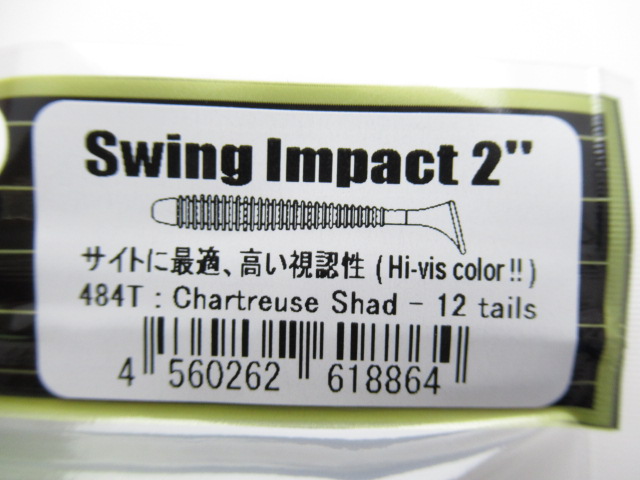 Swing Impact 2"
サイトに最適、高い視認性 ( Hi-vis color !! )
484T : Chartreuse Shad - 12 tails
4 560262 618864